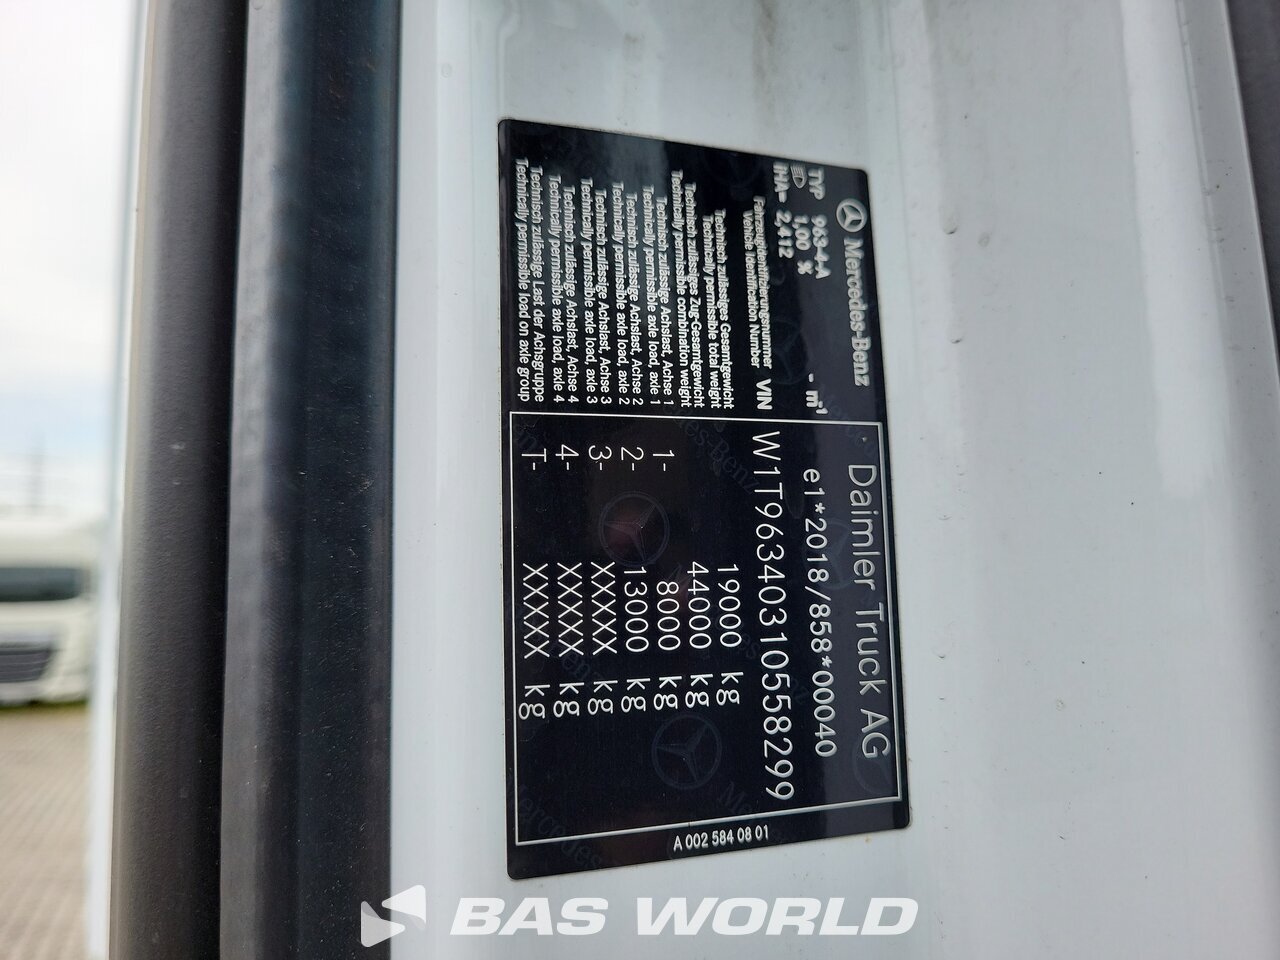 Mercedes-Benz
TYP 963-4-A
1,00 %
IHA= 2,412
- m⁻¹
Daimler Truck AG
e1*2018/858*00040
Fahrzeugidentifizierungsnummer
Vehicle Identification Number
VIN W1T96340310558299
Technisch zulässiges Gesamtgewicht
Technically permissible total weight
19000 kg
Technisch zulässiges Zug-Gesamtgewicht
Technically permissible combination weight
44000 kg
Technisch zulässige Achslast, Achse 1
Technically permissible axle load, axle 1
1- 8000 kg
Technisch zulässige Achslast, Achse 2
Technically permissible axle load, axle 2
2- 13000 kg
Technisch zulässige Achslast, Achse 3
Technically permissible axle load, axle 3
3- XXXXX kg
Technisch zulässige Achslast, Achse 4
Technically permissible axle load, axle 4
4- XXXXX kg
Technisch zulässige Last der Achsgruppe
Technically permissible load on axle group
T- XXXXX kg
A 002 584 08 01
BAS WORLD